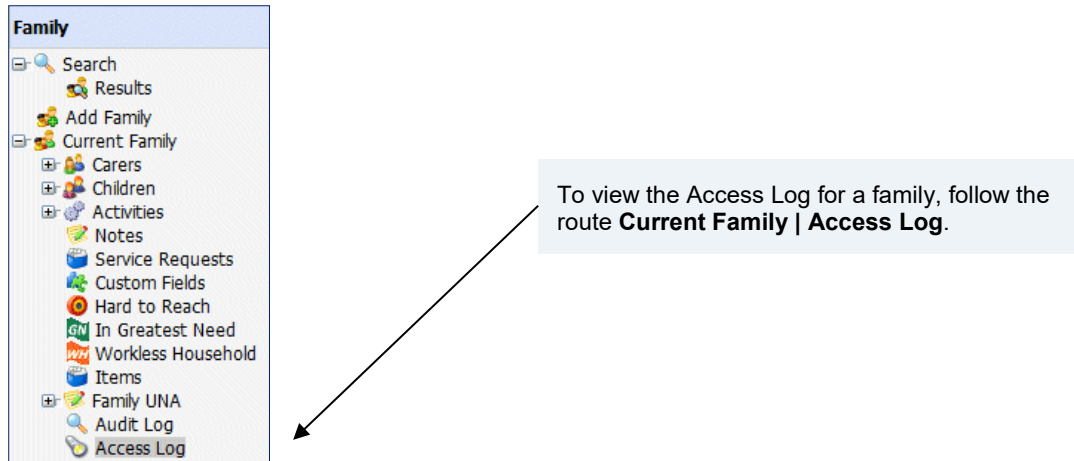 Family
Search
Results
Add Family
Current Family
Carers
Children
Activities
Notes
Service Requests
Custom Fields
Hard to Reach
GN In Greatest Need
WH Workless Household
Items
Family UNA
Audit Log
Access Log
To view the Access Log for a family, follow the
route Current Family | Access Log.